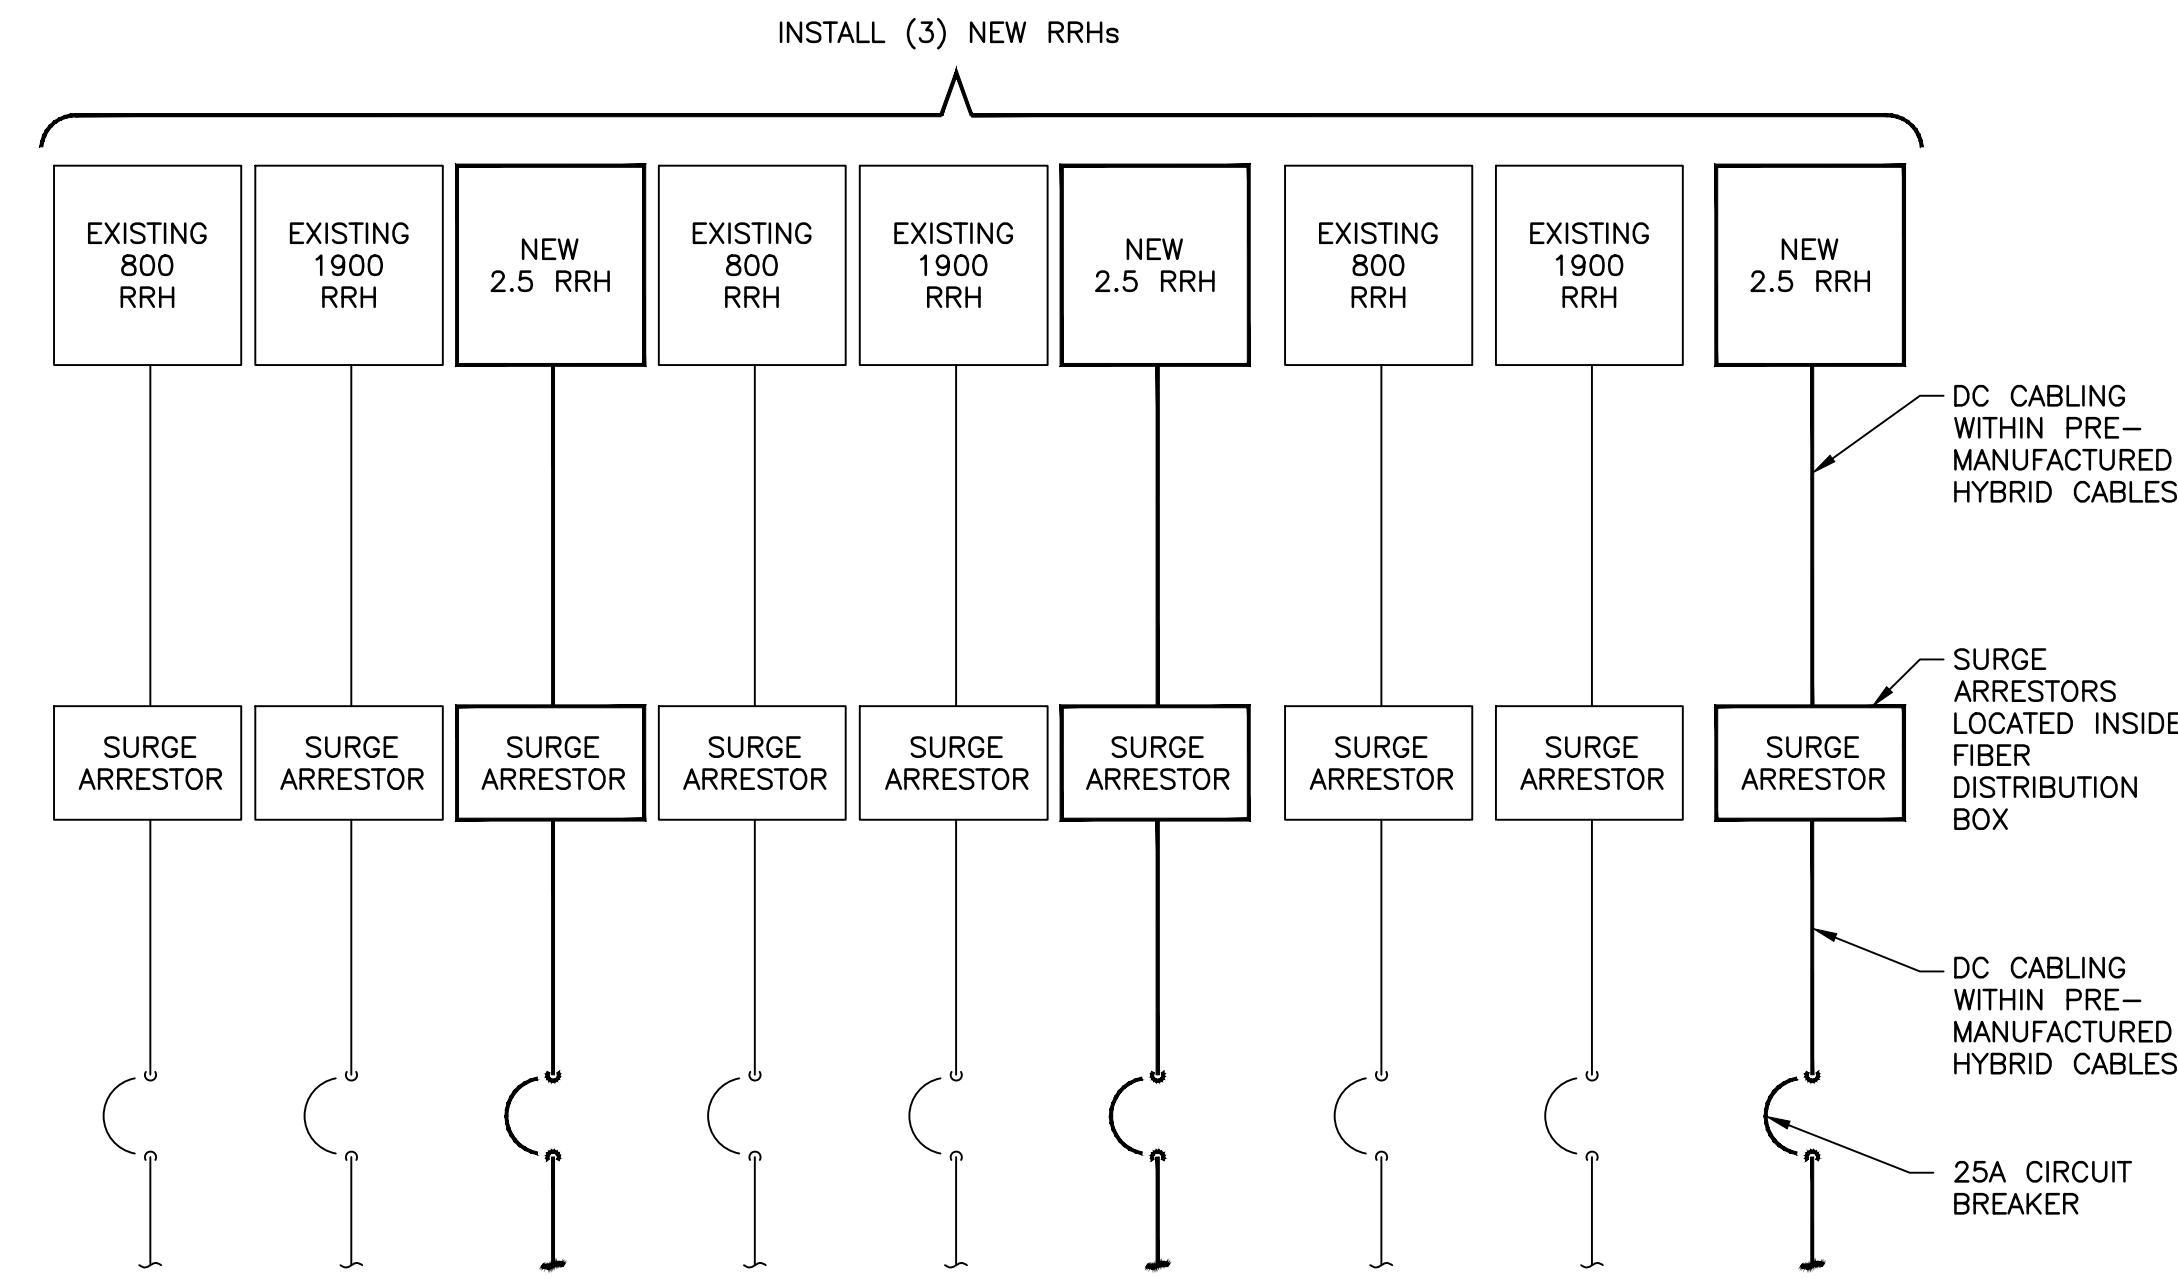 INSTALL (3) NEW RRHs
EXISTING
800
RRH
EXISTING
1900
RRH
NEW
2.5 RRH
EXISTING
800
RRH
EXISTING
1900
RRH
NEW
2.5 RRH
EXISTING
800
RRH
EXISTING
1900
RRH
NEW
2.5 RRH
DC CABLING
WITHIN PRE-
MANUFACTURED
HYBRID CABLES
SURGE
ARRESTOR
SURGE
ARRESTOR
SURGE
ARRESTOR
SURGE
ARRESTOR
SURGE
ARRESTOR
SURGE
ARRESTOR
SURGE
ARRESTOR
SURGE
ARRESTOR
SURGE
ARRESTOR
SURGE
ARRESTORS
LOCATED INSIDE
FIBER
DISTRIBUTION
BOX
DC CABLING
WITHIN PRE-
MANUFACTURED
HYBRID CABLES
25A CIRCUIT
BREAKER